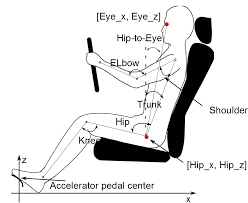 [Eye_x, Eye_z]
Hip-to-Eye
ELbow
Trunk
Shoulder
Hip
Knee
[Hip_x, Hip_z]
z
Accelerator pedal center
x